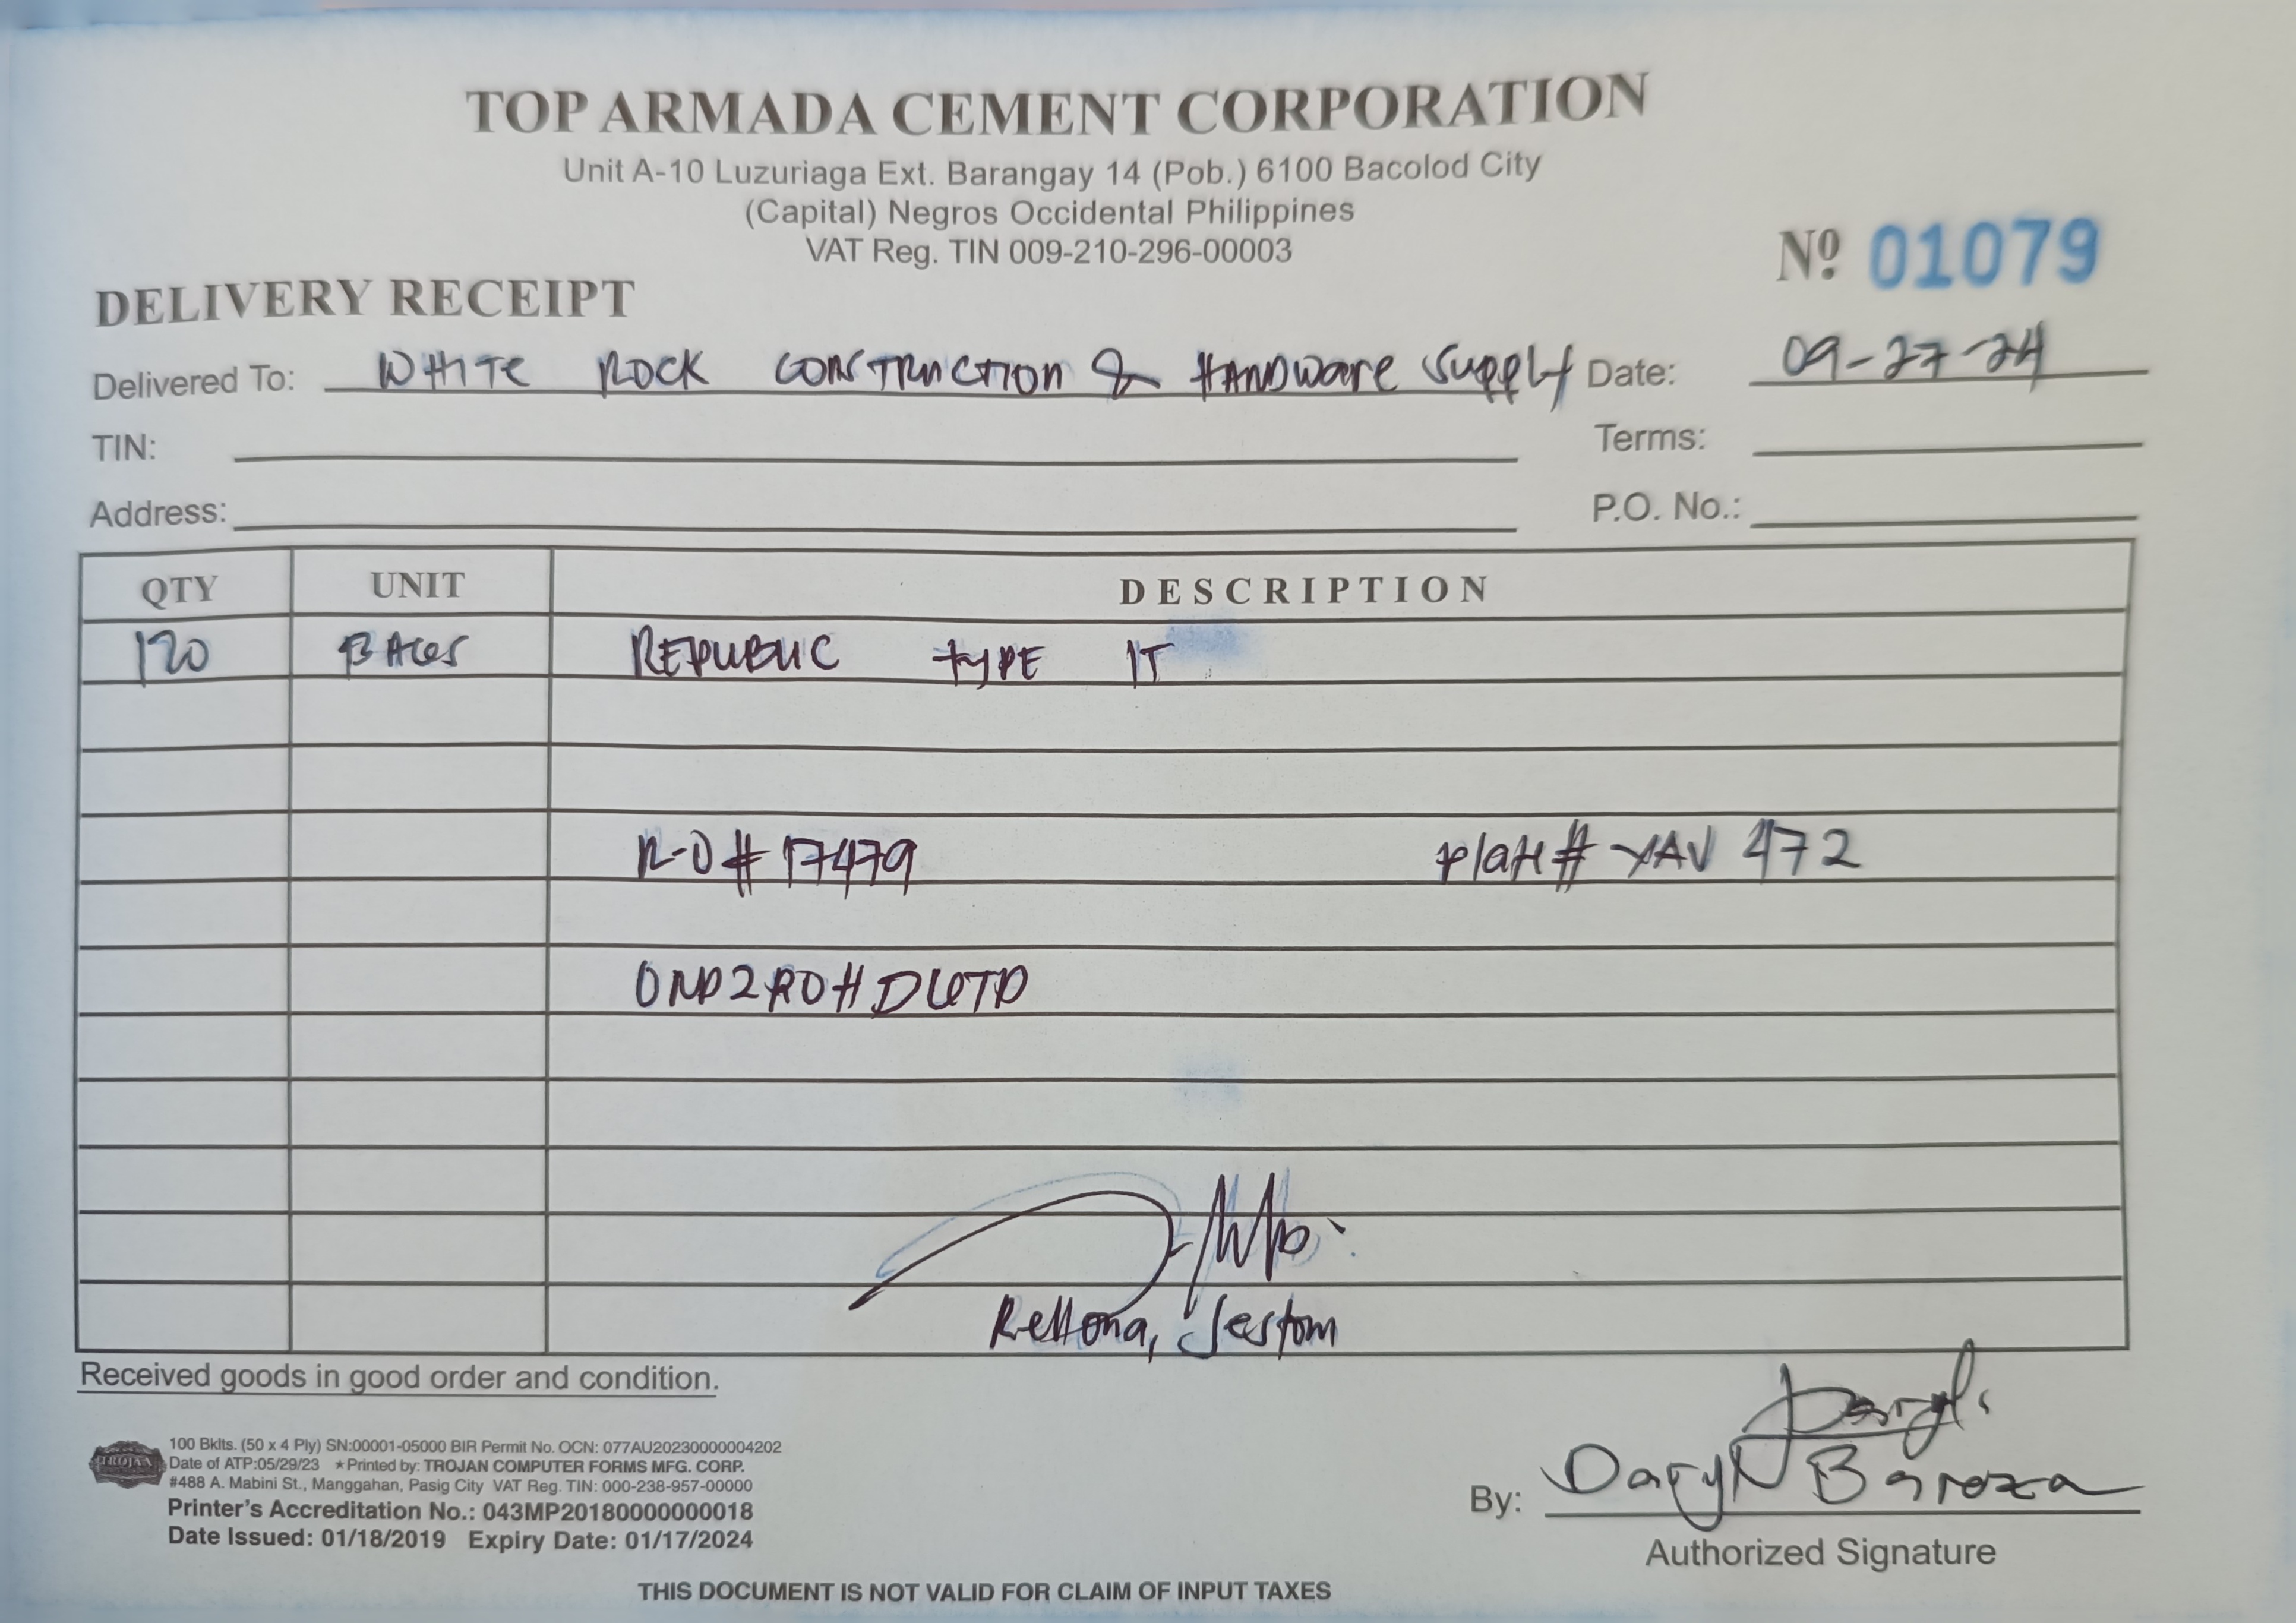 TOP ARMADA CEMENT CORPORATION
Unit A-10 Luzuriaga Ext. Barangay 14 (Pob.) 6100 Bacolod City
(Capital) Negros Occidental Philippines
VAT Reg. TIN 009-210-296-00003
Nº 01079
DELIVERY RECEIPT
Delivered To: WHITE ROCK CONSTRUCTION & HARDWARE SUPPLY Date: 09-27-24
TIN: Terms:
Address: P.O. No.:
QTY UNIT DESCRIPTION
120 BAGS REPUBLIC TYPE 1T
R-O # 17479 plate# YAV 472
Received goods in good order and condition.
TROJAN
100 Bklts. (50 x 4 Ply) SN:00001-05000 BIR Permit No. OCN: 077AU20230000004202
Date of ATP:05/29/23 ★Printed by: TROJAN COMPUTER FORMS MFG. CORP.
#488 A. Mabini St., Manggahan, Pasig City VAT Reg. TIN: 000-238-957-00000
Printer's Accreditation No.: 043MP20180000000018
Date Issued: 01/18/2019 Expiry Date: 01/17/2024
By: Daryl Baroza
Authorized Signature
THIS DOCUMENT IS NOT VALID FOR CLAIM OF INPUT TAXES